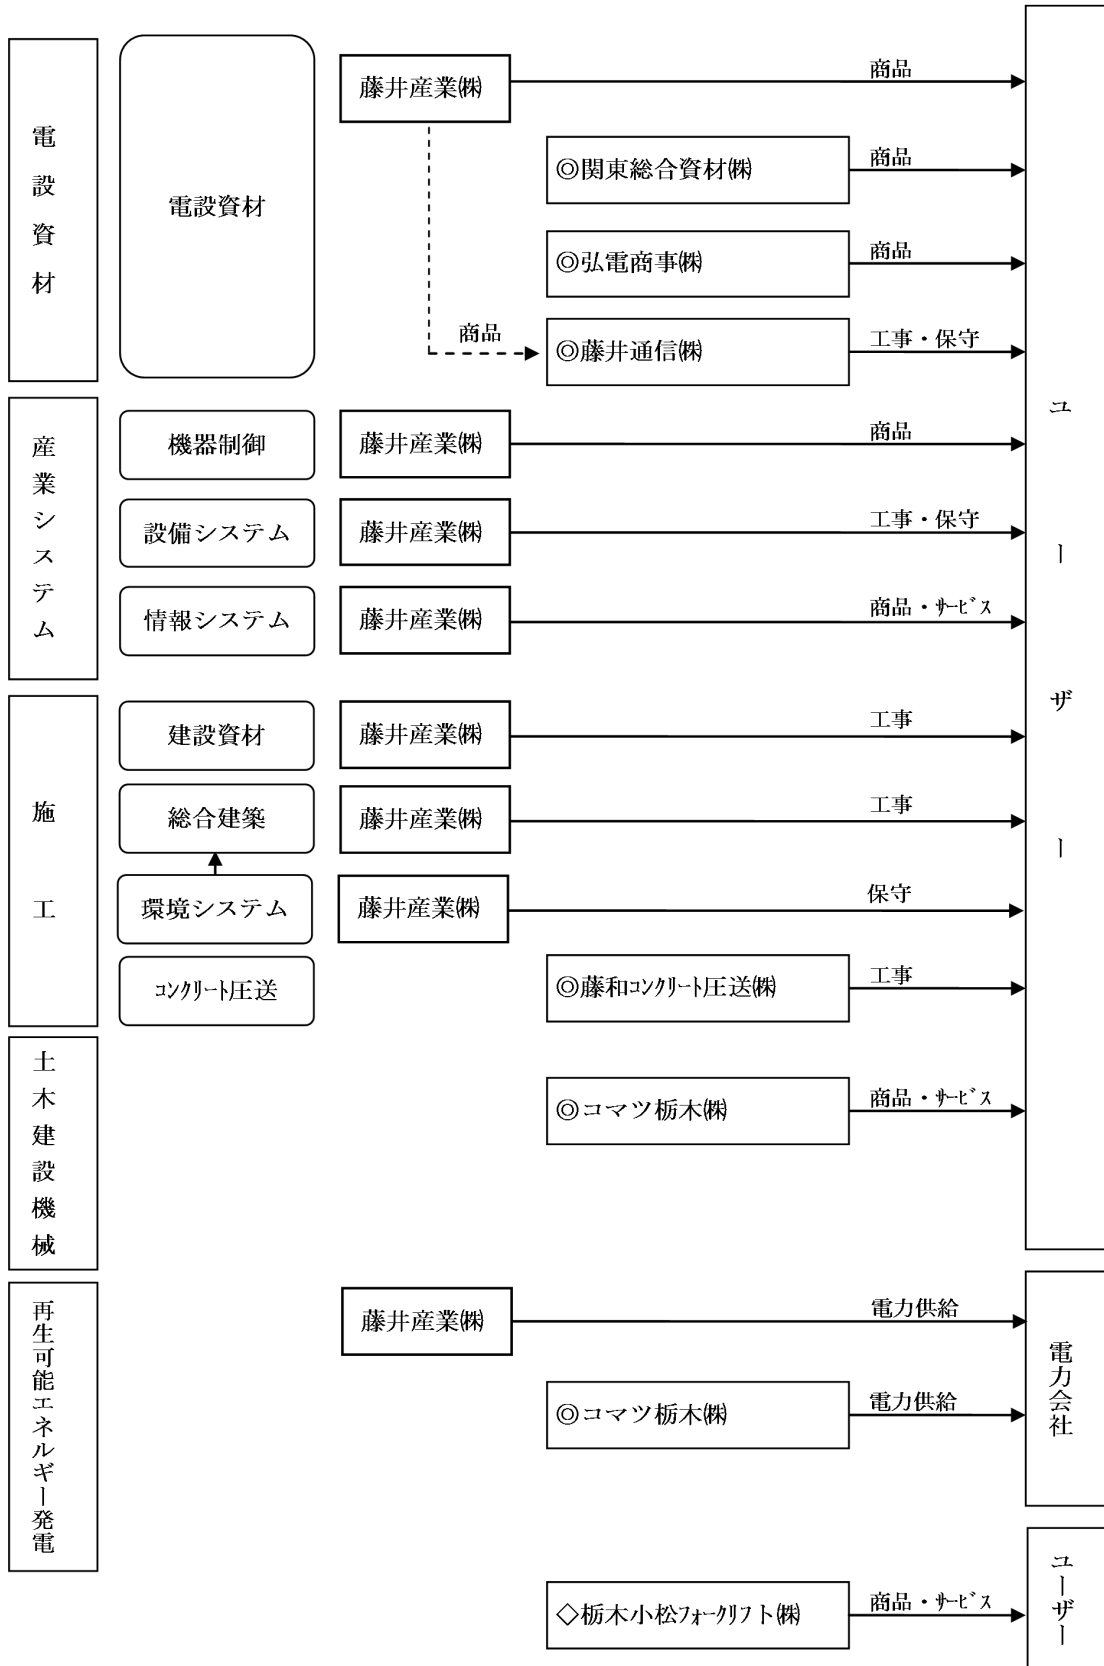 電設資材
電設資材
藤井産業㈱
商品
◎関東総合資材㈱
商品
◎弘電商事㈱
商品
商品
◎藤井通信㈱
工事・保守
産業システム
機器制御
藤井産業㈱
商品
設備システム
藤井産業㈱
工事・保守
情報システム
藤井産業㈱
商品・ｻｰﾋﾞｽ
ユーザー
施工
建設資材
藤井産業㈱
工事
総合建築
藤井産業㈱
工事
環境システム
藤井産業㈱
保守
ｺﾝｸﾘｰﾄ圧送
◎藤和ｺﾝｸﾘｰﾄ圧送㈱
工事
土木建設機械
◎コマツ栃木㈱
商品・ｻｰﾋﾞｽ
再生可能エネルギー発電
藤井産業㈱
電力供給
◎コマツ栃木㈱
電力供給
電力会社
◇栃木小松ﾌｫｰｸﾘﾌﾄ㈱
商品・ｻｰﾋﾞｽ
ユーザー